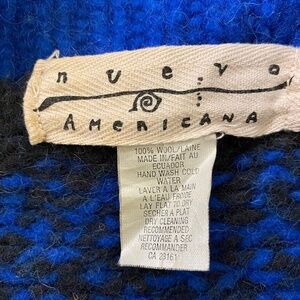 nuevo
AMERICANA
100% WOOL/LAINE
MADE IN/FAIT AU
ECUADOR
HAND WASH COLD
WATER
LAVER A LA MAIN
A L'EAU FROIDE
LAY FLAT TO DRY
SECHER A PLAT
DRY CLEANING
RECOMMENDED
NETTOYAGE A SEC
RECOMMANDER
CA 23161